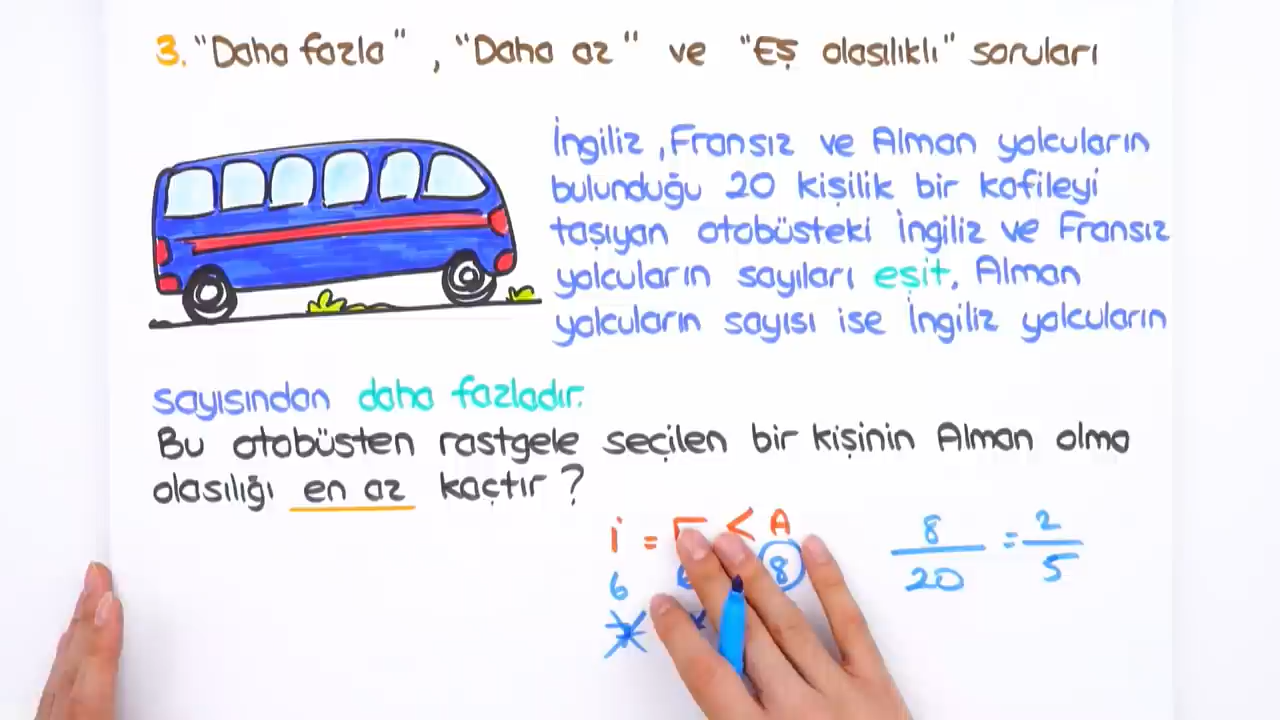 3. "Daha fazla", "Daha az" ve "Eş olasılıklı" soruları
İngiliz, Fransız ve Alman yolcuların
bulunduğu 20 kişilik bir kafileyi
taşıyan otobüsteki İngiliz ve Fransız
yolcuların sayıları eşit, Alman
yolcuların sayısı ise İngiliz yolcuların
sayısından daha fazladır.
Bu otobüsten rastgele seçilen bir kişinin Alman olma
olasılığı en az kaçtır?
i = < A
6 8
8/20 = 2/5